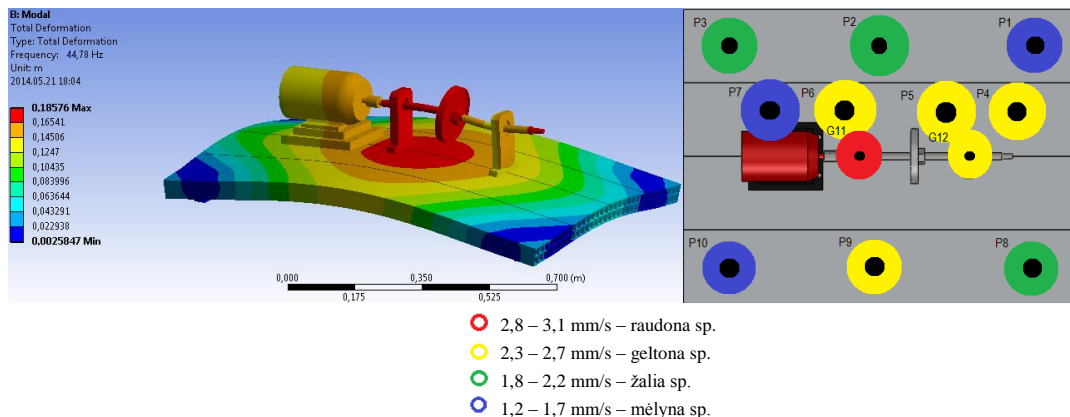 B: Modal
Total Deformation
Type: Total Deformation
Frequency: 44,78 Hz
Unit: m
2014.05.21 18:04
0,18576 Max
0,16541
0,14506
0,1247
0,10435
0,083996
0,063644
0,043291
0,022938
0,0025847 Min
0,000
0,350
0,700 (m)
0,175
0,525
P3
P2
P1
P7
P6
P5
P4
G11
G12
P10
P9
P8
2,8 – 3,1 mm/s – raudona sp.
2,3 – 2,7 mm/s – geltona sp.
1,8 – 2,2 mm/s – žalia sp.
1,2 – 1,7 mm/s – mėlyna sp.